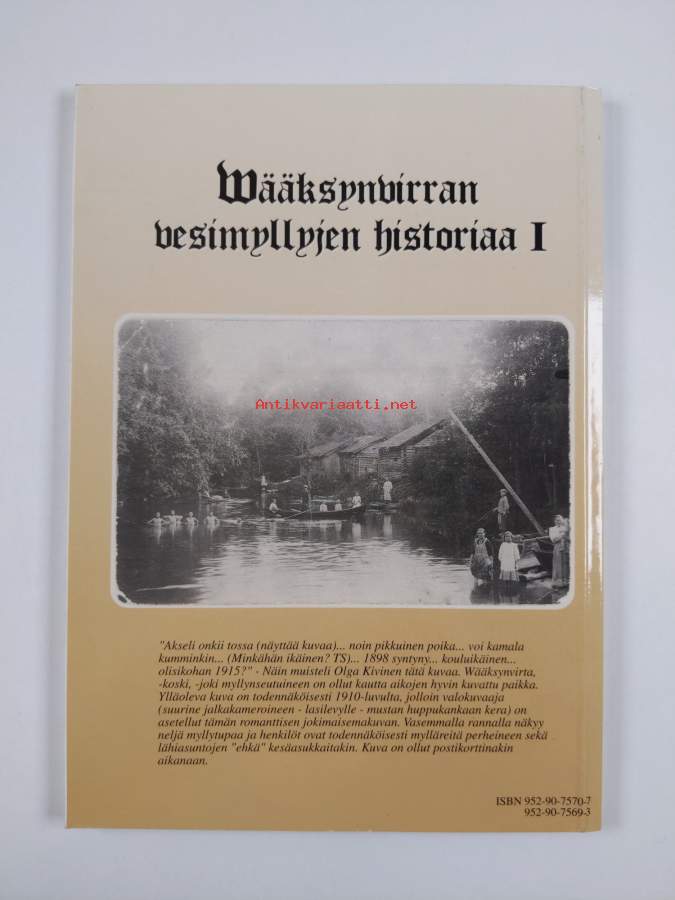 Wääksynvirran
vesimyllyjen historiaa I
Antikvariaatti.net
"Akseli onkii tossa (näyttää kuvaa)... noin pikkuinen poika... voi kamala
kumminkin... (Minkähän ikäinen? TS)... 1898 syntyny... kouluikäinen...
olisikohan 1915?" - Näin muisteli Olga Kivinen tätä kuvaa. Wääksynvirta,
-koski, -joki myllynseutuineen on ollut kautta aikojen hyvin kuvattu paikka.
Ylläoleva kuva on todennäköisesti 1910-luvulta, jolloin valokuvaaja
(suurine jalkakameroineen - lasilevylle - mustan huppukankaan kera) on
asetellut tämän romanttisen jokimaisemakuvan. Vasemmalla rannalla näkyy
neljä myllytupaa ja henkilöt ovat todennäköisesti mylläreitä perheineen sekä
lähiasuntojen "ehkä" kesäasukkaitakin. Kuva on ollut postikorttinakin
aikanaan.
ISBN 952-90-7570-7
952-90-7569-3